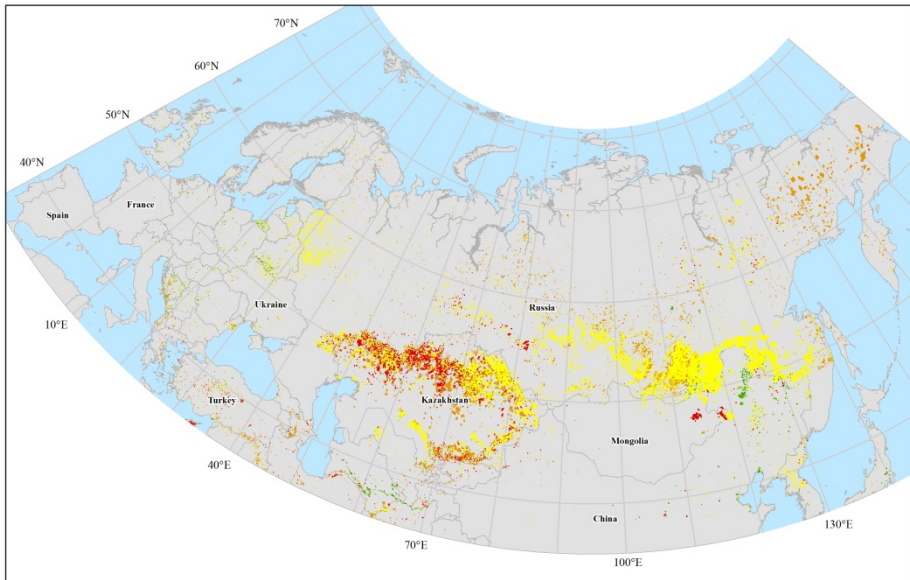 70°N
60°N
50°N
40°N
Spain
France
10°E
Ukraine
Russia
Turkey
Kazakhstan
Mongolia
40°E
China
70°E
100°E
130°E